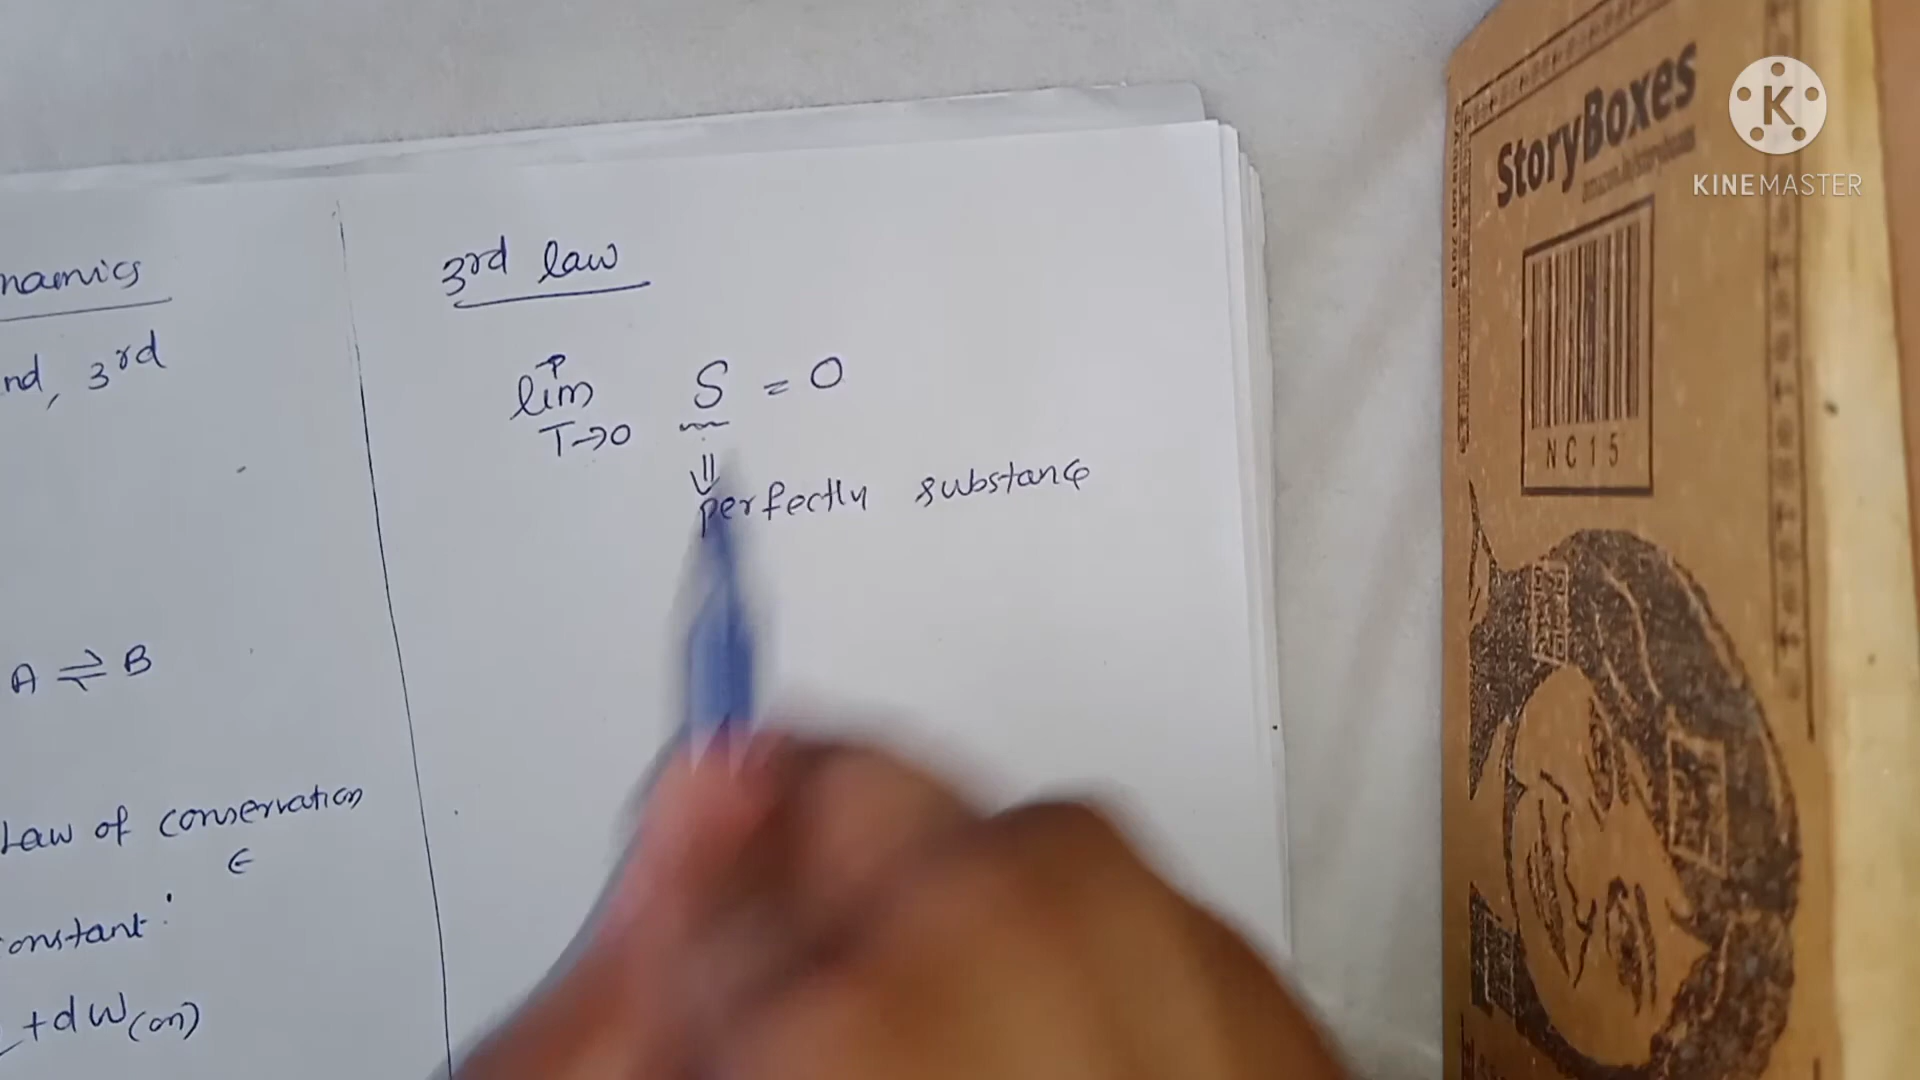 namics
nd, 3rd
A ⇌ B
Law of conservation
E
onstant :
+dW(on)
3rd law
lim S = 0
T→0
⇓
perfectly substance
StoryBoxes
NC15
K
KINEMASTER